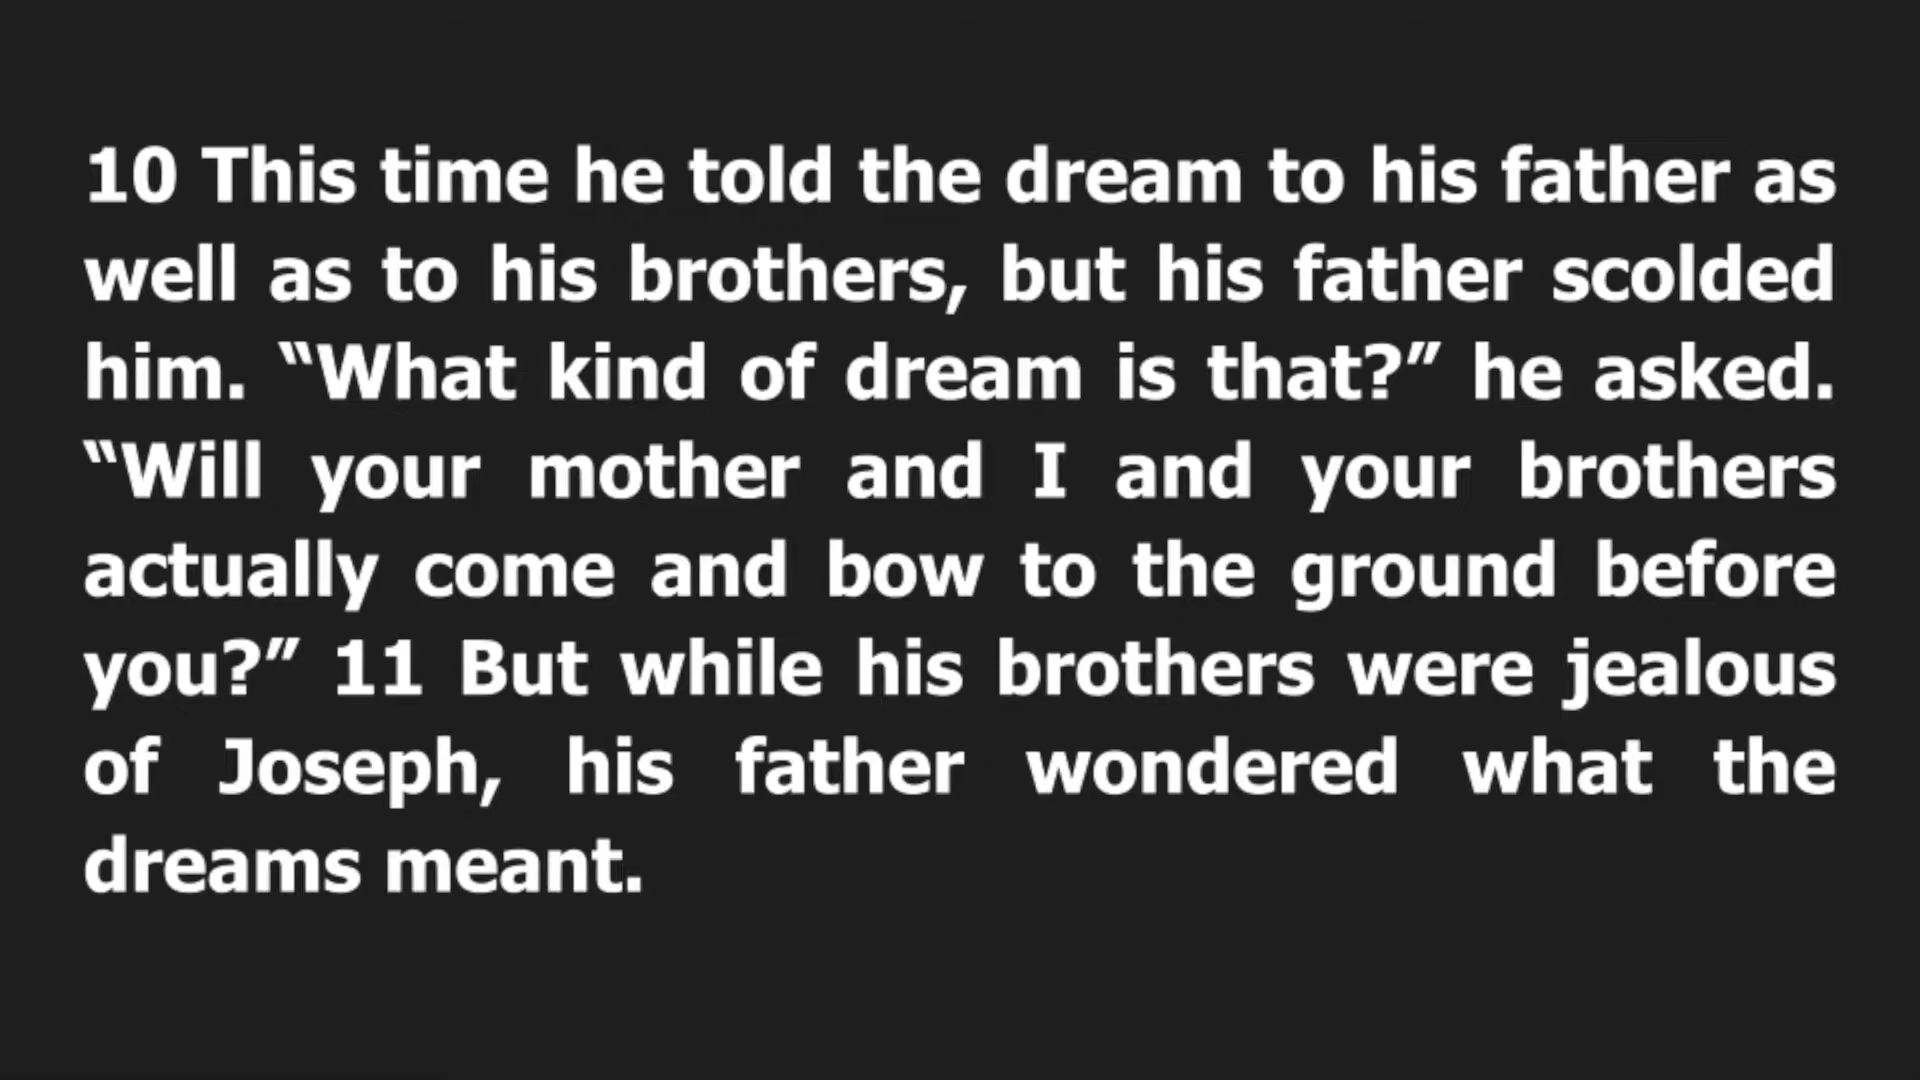 10 This time he told the dream to his father as
well as to his brothers, but his father scolded
him. “What kind of dream is that?” he asked.
“Will your mother and I and your brothers
actually come and bow to the ground before
you?” 11 But while his brothers were jealous
of Joseph, his father wondered what the
dreams meant.